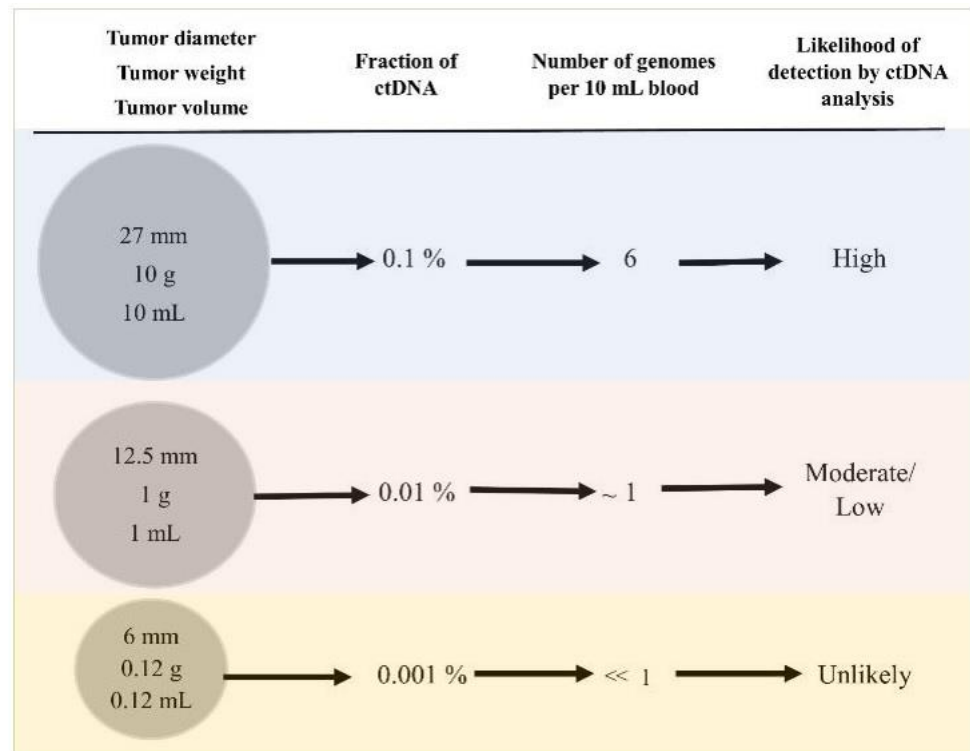 Tumor diameter
Tumor weight
Tumor volume
Fraction of
ctDNA
Number of genomes
per 10 mL blood
Likelihood of
detection by ctDNA
analysis
27 mm
10 g
10 mL
0.1 %
6
High
12.5 mm
1 g
1 mL
0.01 %
~ 1
Moderate/
Low
6 mm
0.12 g
0.12 mL
0.001 %
<< 1
Unlikely